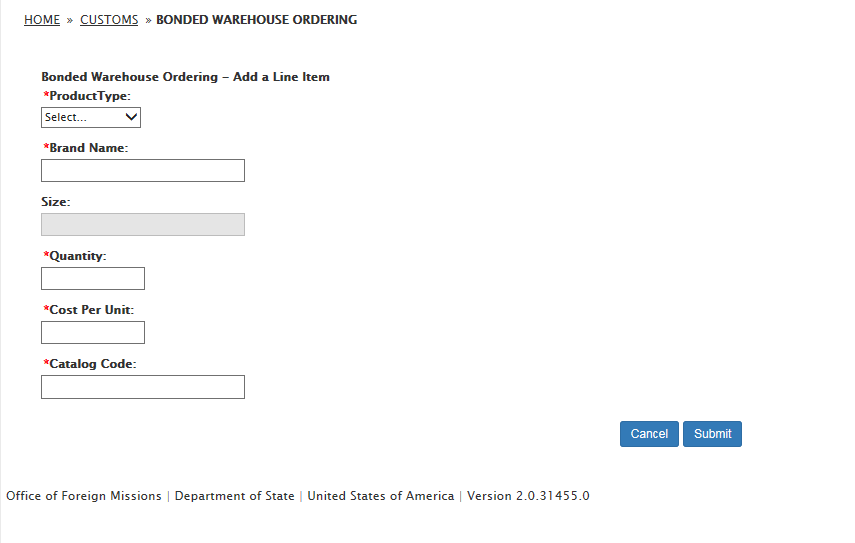 HOME » CUSTOMS » BONDED WAREHOUSE ORDERING
Bonded Warehouse Ordering – Add a Line Item
*ProductType:
Select...
*Brand Name:
Size:
*Quantity:
*Cost Per Unit:
*Catalog Code:
Cancel Submit
Office of Foreign Missions | Department of State | United States of America | Version 2.0.31455.0